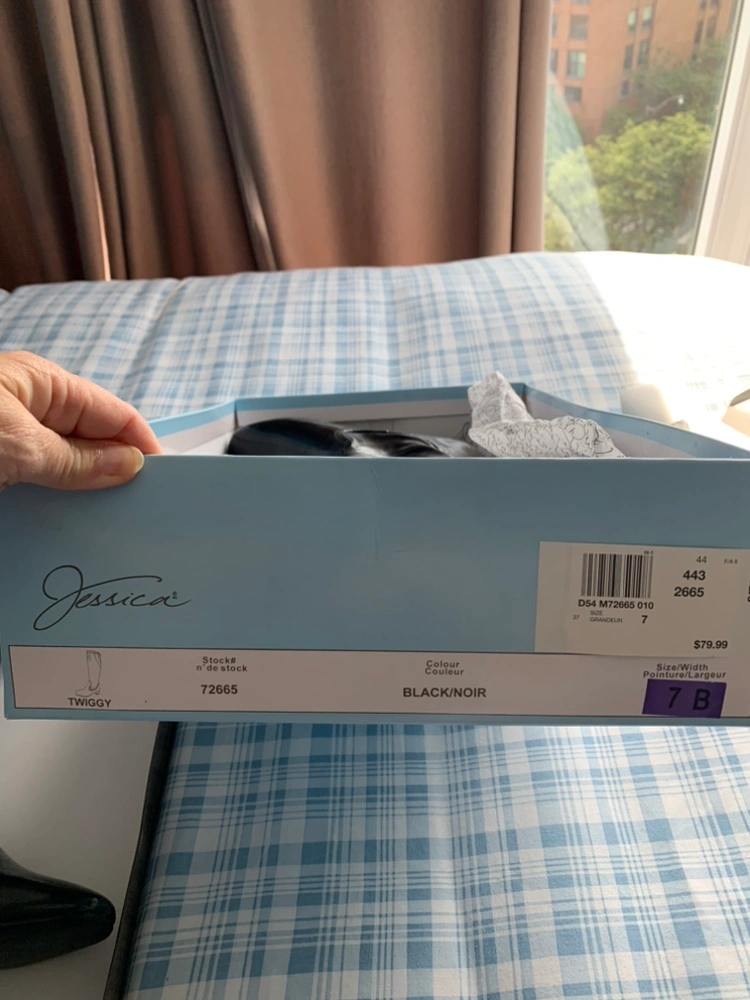 Jessica
44
443
2665
D54 M72665 010
37
SIZE
GRANDEUR 7
$79.99
TWIGGY
Stock#
n° de stock
72665
Colour
Couleur
BLACK/NOIR
Size/Width
Pointure/Largeur
7 B